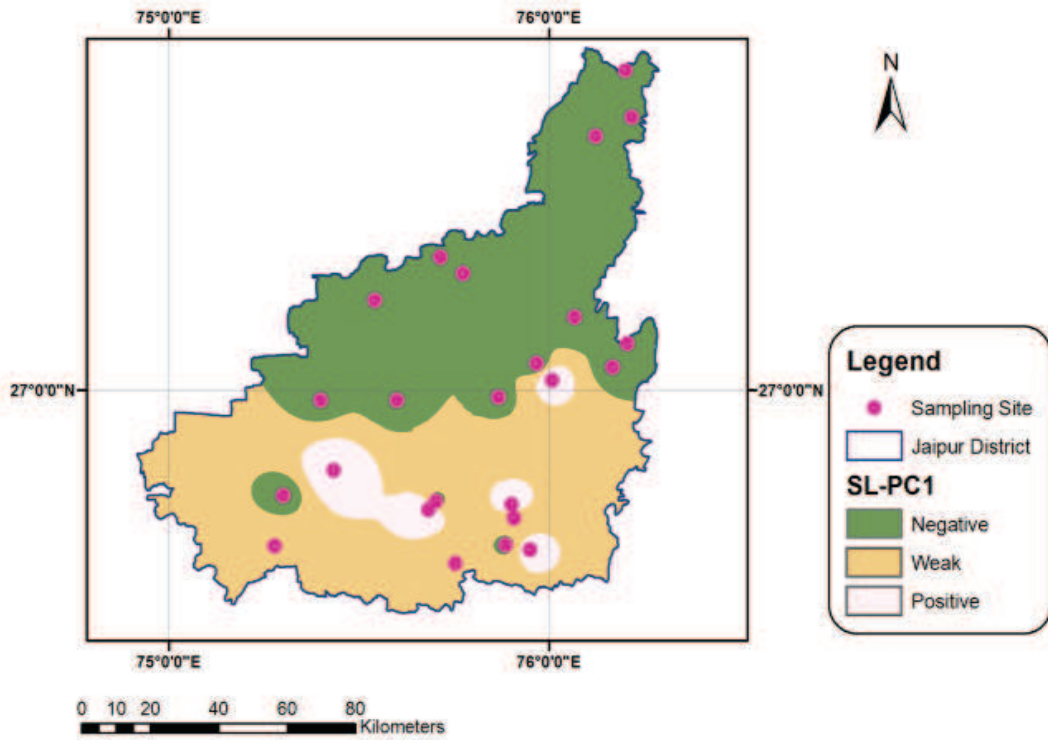 75°0'0"E 76°0'0"E
N
27°0'0"N 27°0'0"N
Legend
Sampling Site
Jaipur District
SL-PC1
Negative
Weak
Positive
75°0'0"E 76°0'0"E
0 10 20 40 60 80
Kilometers